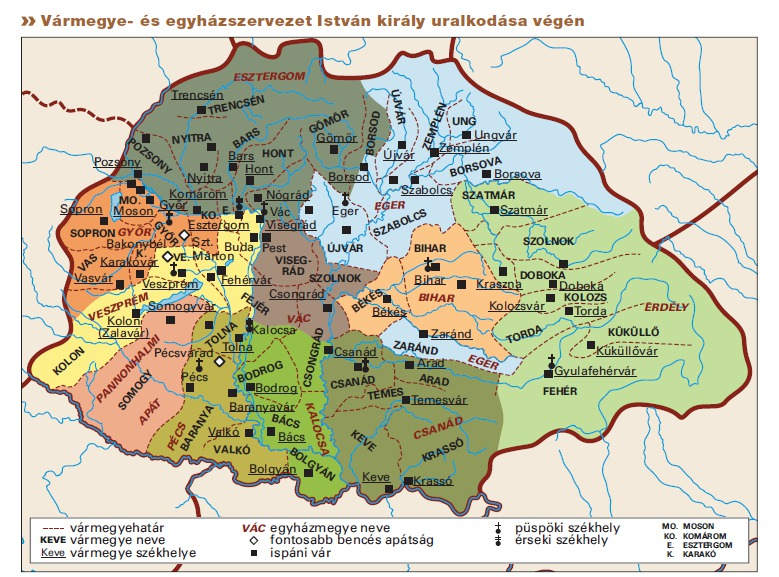 » Vármegye- és egyházszervezet István király uralkodása végén
ESZTERGOM
Trencsén
TRENCSÉN
NYITRA
BARS
GÖMÖR
Gömör
BORSOD
ÚJVÁR
ZEMPLÉN
UNG
Ungvár
POZSONY
HONT
Pozsony
Bars
Hont
Nyitra
Borsod
Újvár
Zemplén
BORSOVA
Borsova
Szabolcs
MO.
Moson
Komárom
Győr
KO.
E.
Esztergom
Nógrád
Vác
Visegrád
Eger
EGER
SZABOLCS
SZATMÁR
Szatmár
Sopron
SOPRON
GYŐR
GYŐR
Bakonybél
Szt.
Márton
Buda
Pest
ÚJVÁR
BIHAR
SZOLNOK
VAS
K.
Karakóvár
VE.
Vasvár
Veszprém
Fehérvár
VISEG-
RÁD
SZOLNOK
Bihar
DOBOKA
Doboka
Kraszna
VESZPRÉM
Somogyvár
FEJÉR
Csongrád
BÉKÉS
Békés
BIHAR
Kolozsvár
KOLOZS
Torda
ERDÉLY
Kolon
(Zalavár)
TOLNA
Tolna
Kalocsa
VÁC
Zaránd
TORDA
KÜKÜLLŐ
Küküllővár
KOLON
PANNONHALMI
APÁT
SOMOGY
Pécsvárad
Pécs
BODROG
Bodrog
CSONGRÁD
Csanád
ZARÁND
EGER
Arad
CSANÁD
ARAD
Gyulafehérvár
FEHÉR
Baranyavár
TEMES
Temesvár
PÉCS
BARANYA
Valkó
VALKÓ
BÁCS
Bács
KALOCSA
CSANÁD
KEVE
KRASSÓ
Bolgyán
BOLGYÁN
Keve
Krassó
vármegyehatár
KEVE vármegye neve
Keve vármegye székhelye
VÁC egyházmegye neve
fontosabb bencés apátság
ispáni vár
püspöki székhely
érseki székhely
MO. MOSON
KO. KOMÁROM
E. ESZTERGOM
K. KARAKÓ